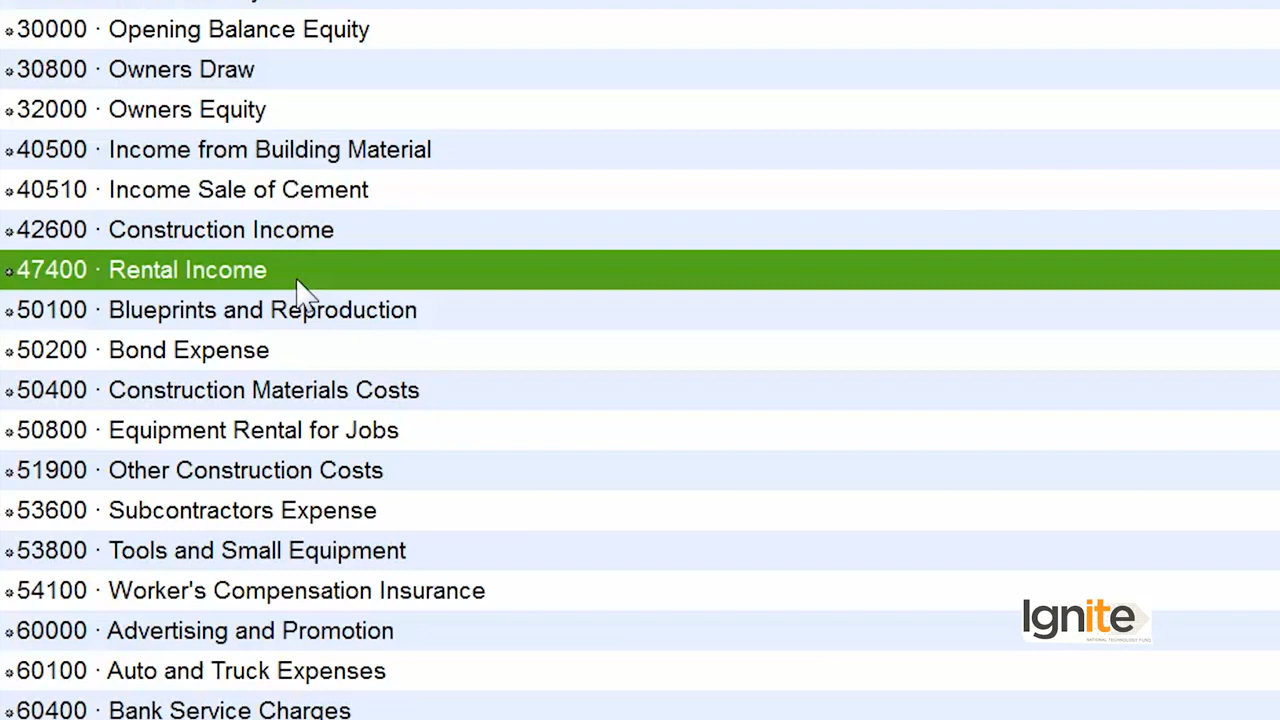 30000 · Opening Balance Equity
30800 · Owners Draw
32000 · Owners Equity
40500 · Income from Building Material
40510 · Income Sale of Cement
42600 · Construction Income
47400 · Rental Income
50100 · Blueprints and Reproduction
50200 · Bond Expense
50400 · Construction Materials Costs
50800 · Equipment Rental for Jobs
51900 · Other Construction Costs
53600 · Subcontractors Expense
53800 · Tools and Small Equipment
54100 · Worker's Compensation Insurance
60000 · Advertising and Promotion
60100 · Auto and Truck Expenses
60400 · Bank Service Charges
Ignite
NATIONAL TECHNOLOGY FUND